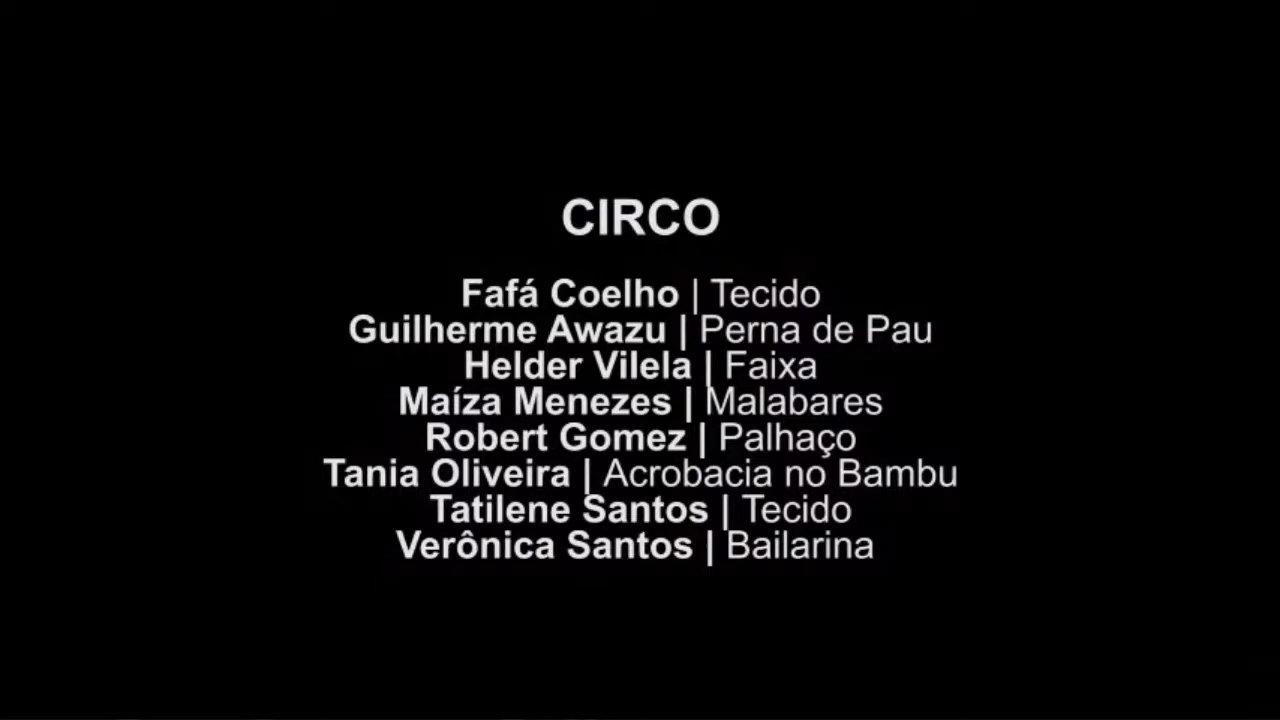 CIRCO
Fafá Coelho | Tecido
Guilherme Awazu | Perna de Pau
Helder Vilela | Faixa
Maíza Menezes | Malabares
Robert Gomez | Palhaço
Tania Oliveira | Acrobacia no Bambu
Tatilene Santos | Tecido
Verônica Santos | Bailarina